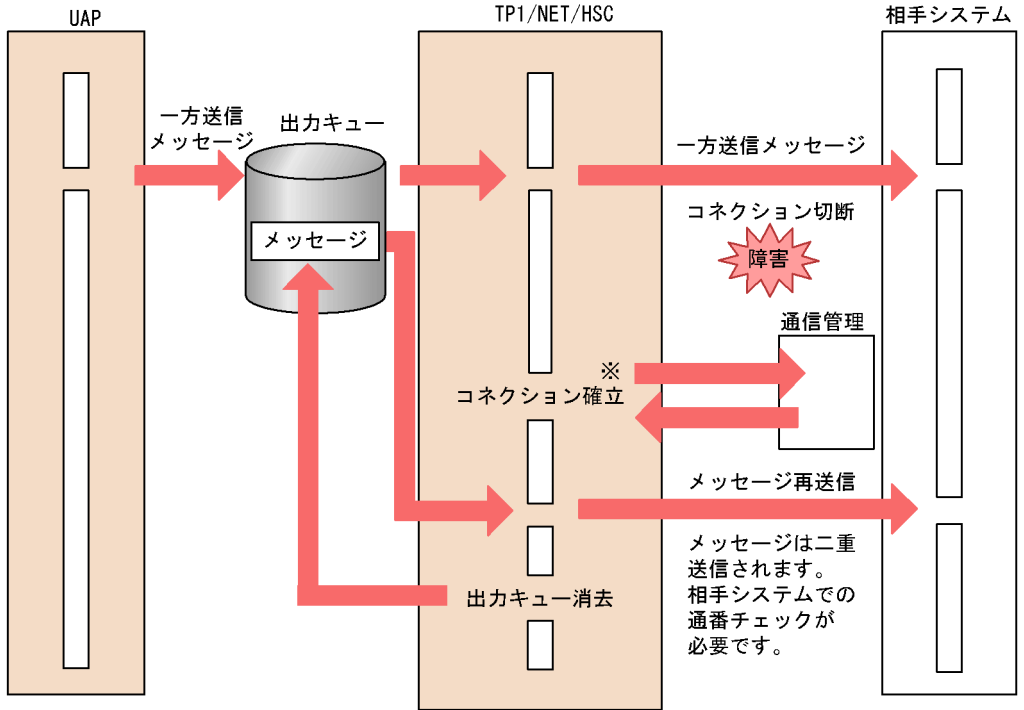 UAP
TP1/NET/HSC
相手システム
一方送信
メッセージ
出力キュー
一方送信メッセージ
コネクション切断
メッセージ
障害
通信管理
※
コネクション確立
メッセージ再送信
メッセージは二重
送信されます。
相手システムでの
通番チェックが
必要です。
出力キュー消去